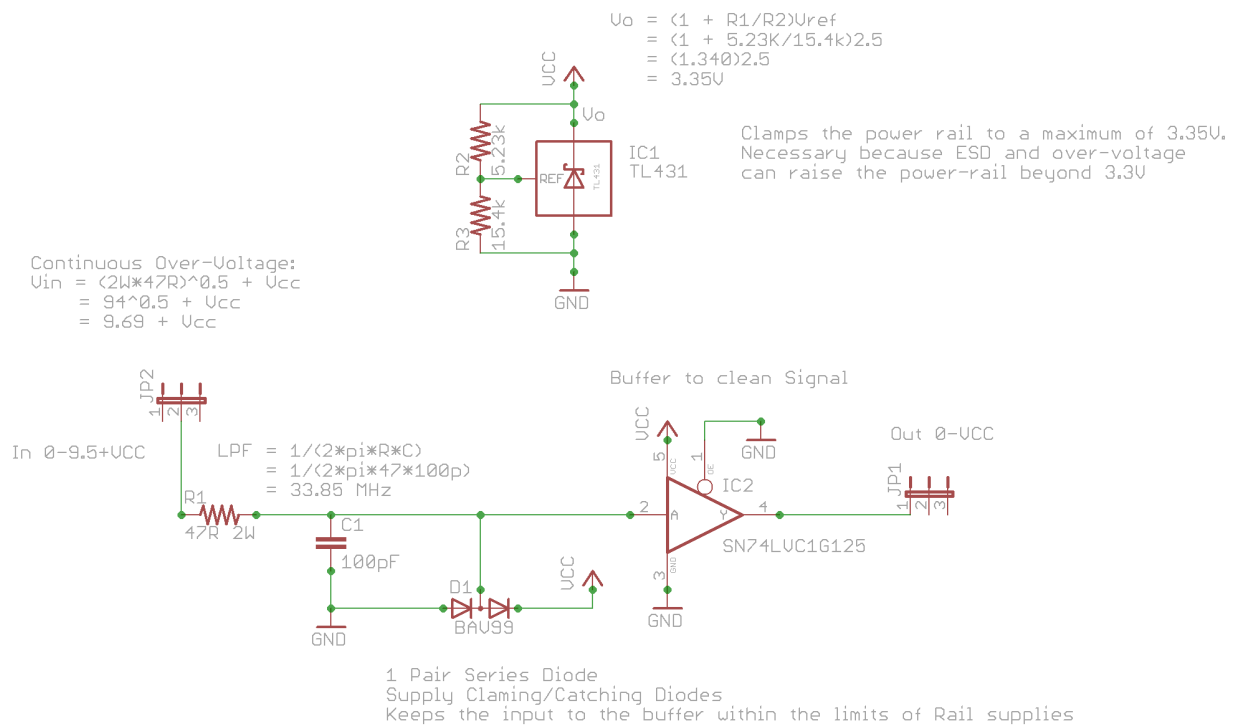 Vo = (1 + R1/R2)Vref
= (1 + 5.23K/15.4k)2.5
= (1.340)2.5
= 3.35V
VCC
Vo
R2
5.23k
REF
TL431
IC1
TL431
R3
15.4k
GND
Clamps the power rail to a maximum of 3.35V.
Necessary because ESD and over-voltage
can raise the power-rail beyond 3.3V
Continuous Over-Voltage:
Vin = (2W*47R)^0.5 + Vcc
= 94^0.5 + Vcc
= 9.69 + Vcc
JP2
1 2 3
In 0-9.5+VCC
LPF = 1/(2*pi*R*C)
= 1/(2*pi*47*100p)
= 33.85 MHz
R1
47R 2W
C1
100pF
GND
D1
BAV99
VCC
Buffer to clean Signal
VCC
5
VCC
1
OE
GND
IC2
2
A
Y
4
SN74LVC1G125
3
GND
GND
Out 0-VCC
JP1
1 2 3
1 Pair Series Diode
Supply Claming/Catching Diodes
Keeps the input to the buffer within the limits of Rail supplies